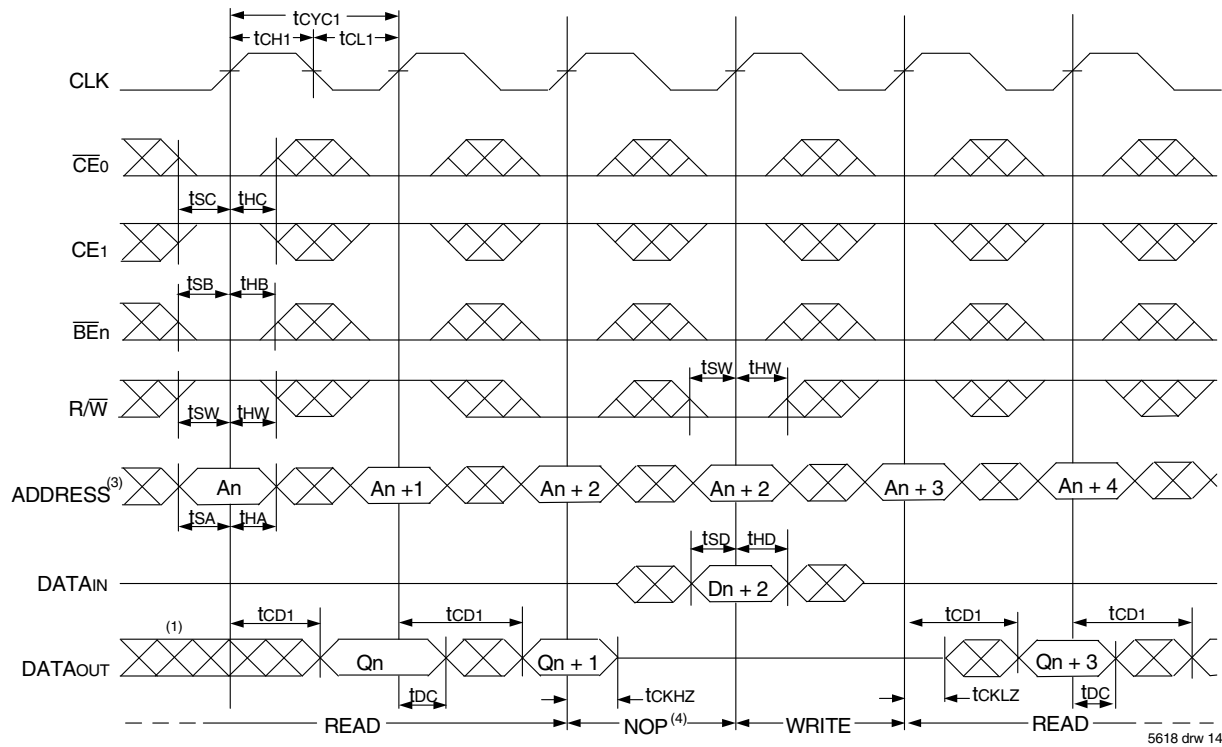 tCYC1
tCH1 tCL1
CLK
CE0
tSC tHC
CE1
tSB tHB
BEn
tSW tHW
R/W
tSW tHW
ADDRESS(3) An An +1 An + 2 An + 2 An + 3 An + 4
tSA tHA
tSD tHD
DATAIN Dn + 2
(1) tCD1 tCD1 tCD1 tCD1
DATAOUT Qn Qn + 1 Qn + 3
tDC tCKHZ tCKLZ tDC
READ NOP(4) WRITE READ
5618 drw 14